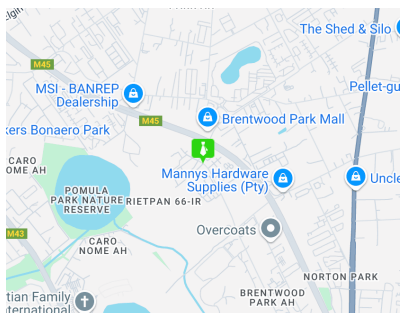 The Shed & Silo
M45
MSI - BANREP
Dealership
Pellet-gu
M45
Brentwood Park Mall
kers Bonaero Park
CARO
NOME AH
Mannys Hardware
Supplies (Pty)
Uncle
POMULA
PARK NATURE
RESERVE
RIETPAN 66-IR
M43
CARO
NOME AH
Overcoats
NORTON PARK
BRENTWOOD
PARK AH
tian Family
nternational